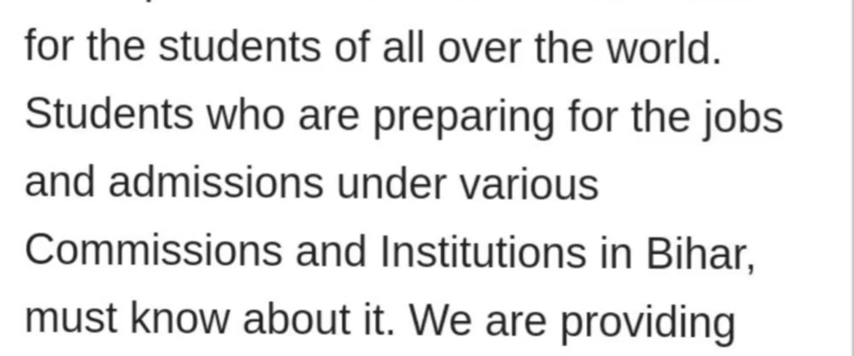 for the students of all over the world.
Students who are preparing for the jobs
and admissions under various
Commissions and Institutions in Bihar,
must know about it. We are providing